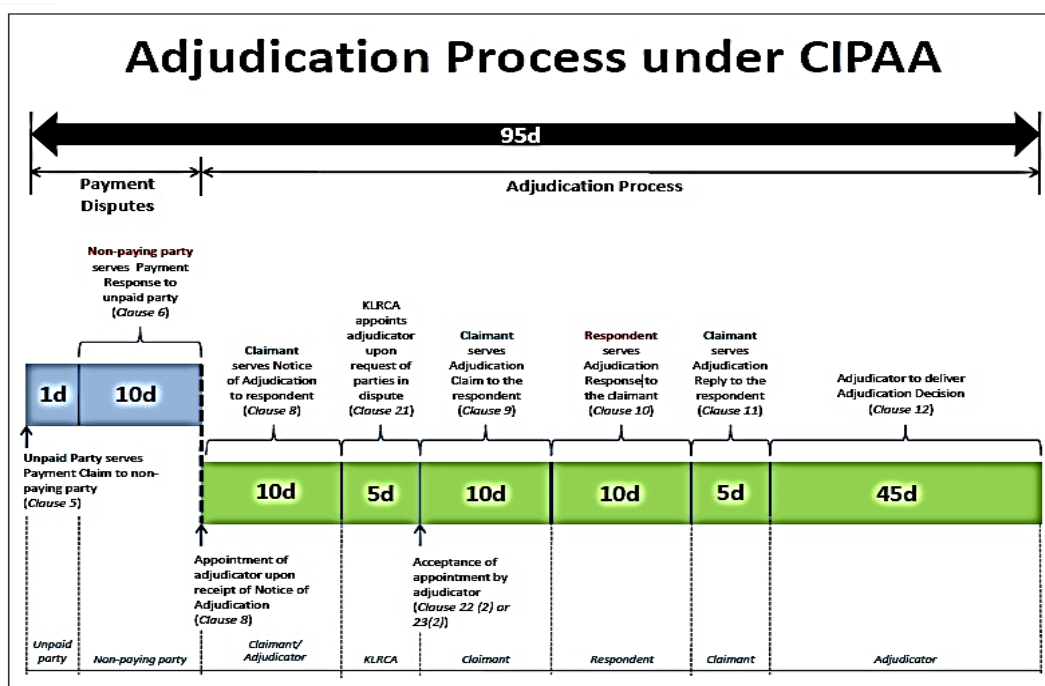 Adjudication Process under CIPAA
95d
Payment
Disputes
Adjudication Process
Non-paying party
serves Payment
Response to
unpaid party
(Clause 6)
Claimant
serves Notice
of Adjudication
to respondent
(Clause 8)
KLRCA
appoints
adjudicator
upon
request of
parties in
dispute
(Clause 21)
Claimant
serves
Adjudication
Claim to the
respondent
(Clause 9)
Respondent
serves
Adjudication
Response to
the claimant
(Clause 10)
Claimant
serves
Adjudication
Reply to the
respondent
(Clause 11)
Adjudicator to deliver
Adjudication Decision
(Clause 12)
1d
10d
Unpaid Party serves
Payment Claim to non-
paying party
(Clause 5)
10d
5d
10d
10d
5d
45d
Appointment of
adjudicator upon
receipt of Notice of
Adjudication
(Clause 8)
Acceptance of
appointment by
adjudicator
(Clause 22 (2) or
23(2))
Unpaid
party
Non-paying party
Claimant/
Adjudicator
KLRCA
Claimant
Respondent
Claimant
Adjudicator